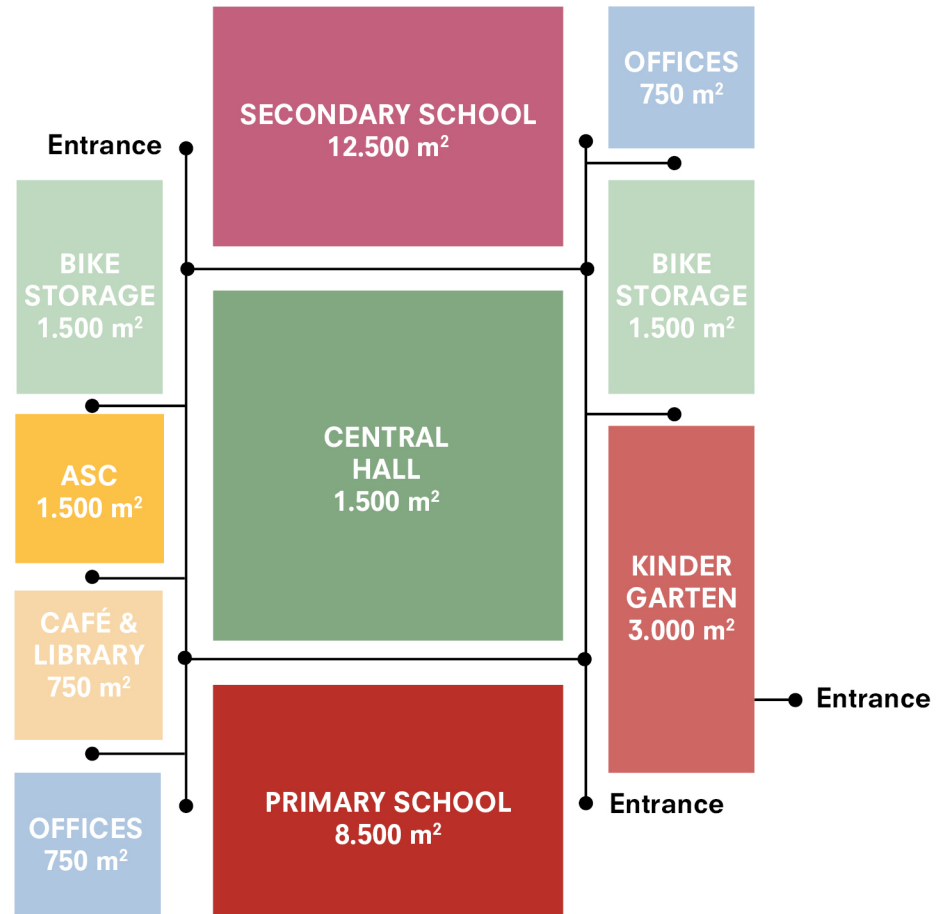 SECONDARY SCHOOL
12.500 m²
OFFICES
750 m²
Entrance
BIKE
STORAGE
1.500 m²
BIKE
STORAGE
1.500 m²
CENTRAL
HALL
1.500 m²
ASC
1.500 m²
KINDER
GARTEN
3.000 m²
CAFÉ &
LIBRARY
750 m²
Entrance
PRIMARY SCHOOL
8.500 m²
Entrance
OFFICES
750 m²